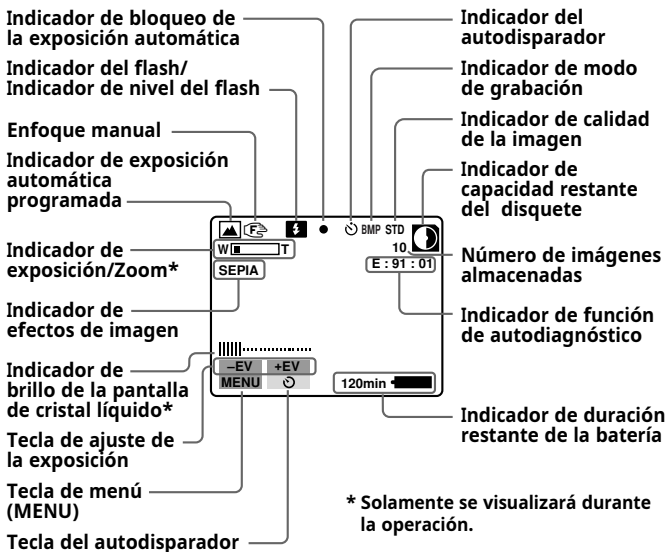 Indicador de bloqueo de
la exposición automática
Indicador del flash/
Indicador de nivel del flash
Enfoque manual
Indicador de exposición
automática
programada
Indicador de
exposición/Zoom*
Indicador de
efectos de imagen
Indicador de
brillo de la pantalla
de cristal líquido*
Tecla de ajuste de
la exposición
Tecla de menú
(MENU)
Tecla del autodisparador
F
BMP STD
W T
10
SEPIA
E : 91 : 01
–EV +EV
MENU
120min
Indicador del
autodisparador
Indicador de modo
de grabación
Indicador de calidad
de la imagen
Indicador de
capacidad restante
del disquete
Número de imágenes
almacenadas
Indicador de función
de autodiagnóstico
Indicador de duración
restante de la batería
* Solamente se visualizará durante
la operación.